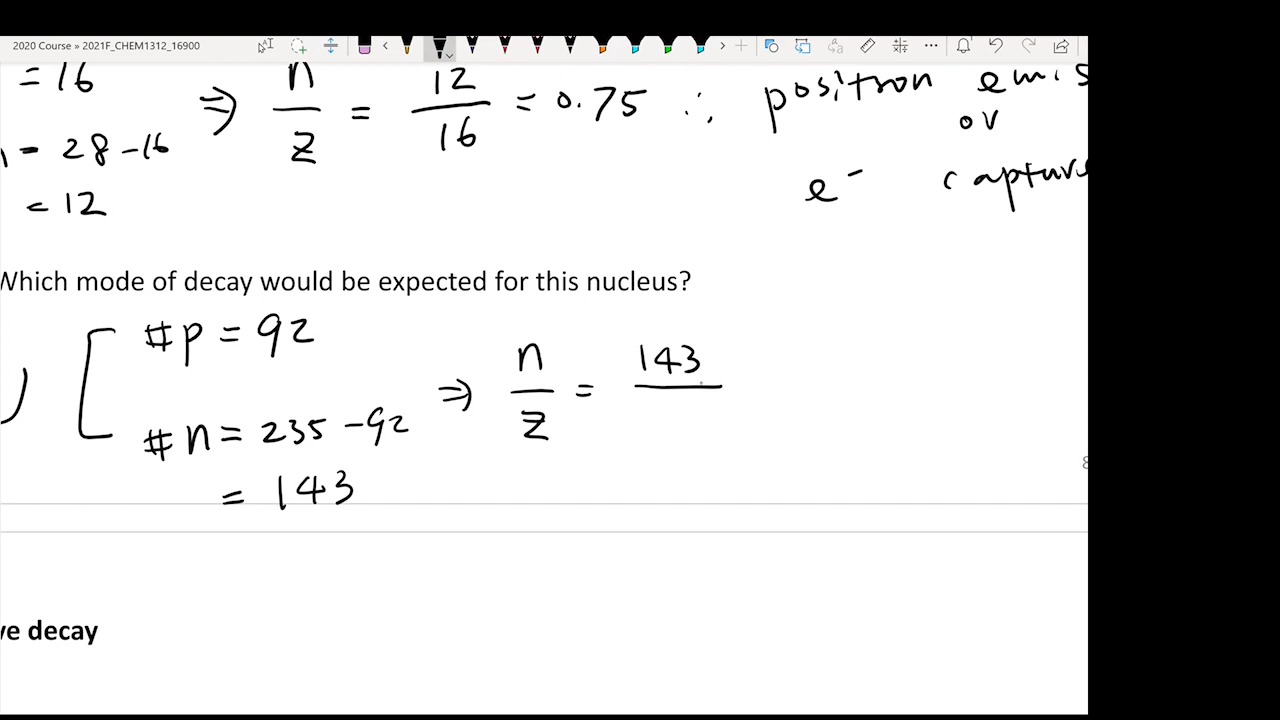 2020 Course » 2021F_CHEM1312_16900
= 16
⇒ n/z = 12/16 = 0.75 ∴ positron emis
or
= 28 - 16
e⁻ capture
= 12
Which mode of decay would be expected for this nucleus?
#p = 92
⇒ n/z = 143
#n = 235 - 92
= 143
8
ve decay